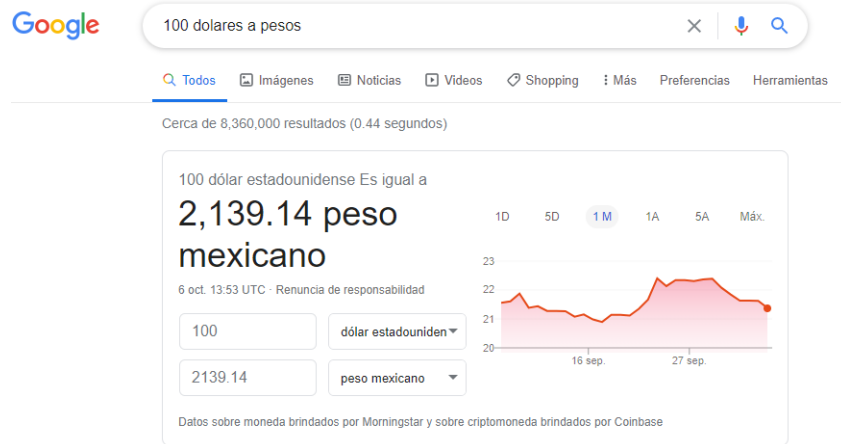 Google
100 dolares a pesos
Todos Imágenes Noticias Videos Shopping Más Preferencias Herramientas
Cerca de 8,360,000 resultados (0.44 segundos)
100 dólar estadounidense Es igual a
2,139.14 peso
mexicano
6 oct. 13:53 UTC · Renuncia de responsabilidad
100 dólar estadouniden
2139.14 peso mexicano
1D 5D 1 M 1A 5A Máx.
23
22
21
20
16 sep. 27 sep.
Datos sobre moneda brindados por Morningstar y sobre criptomoneda brindados por Coinbase